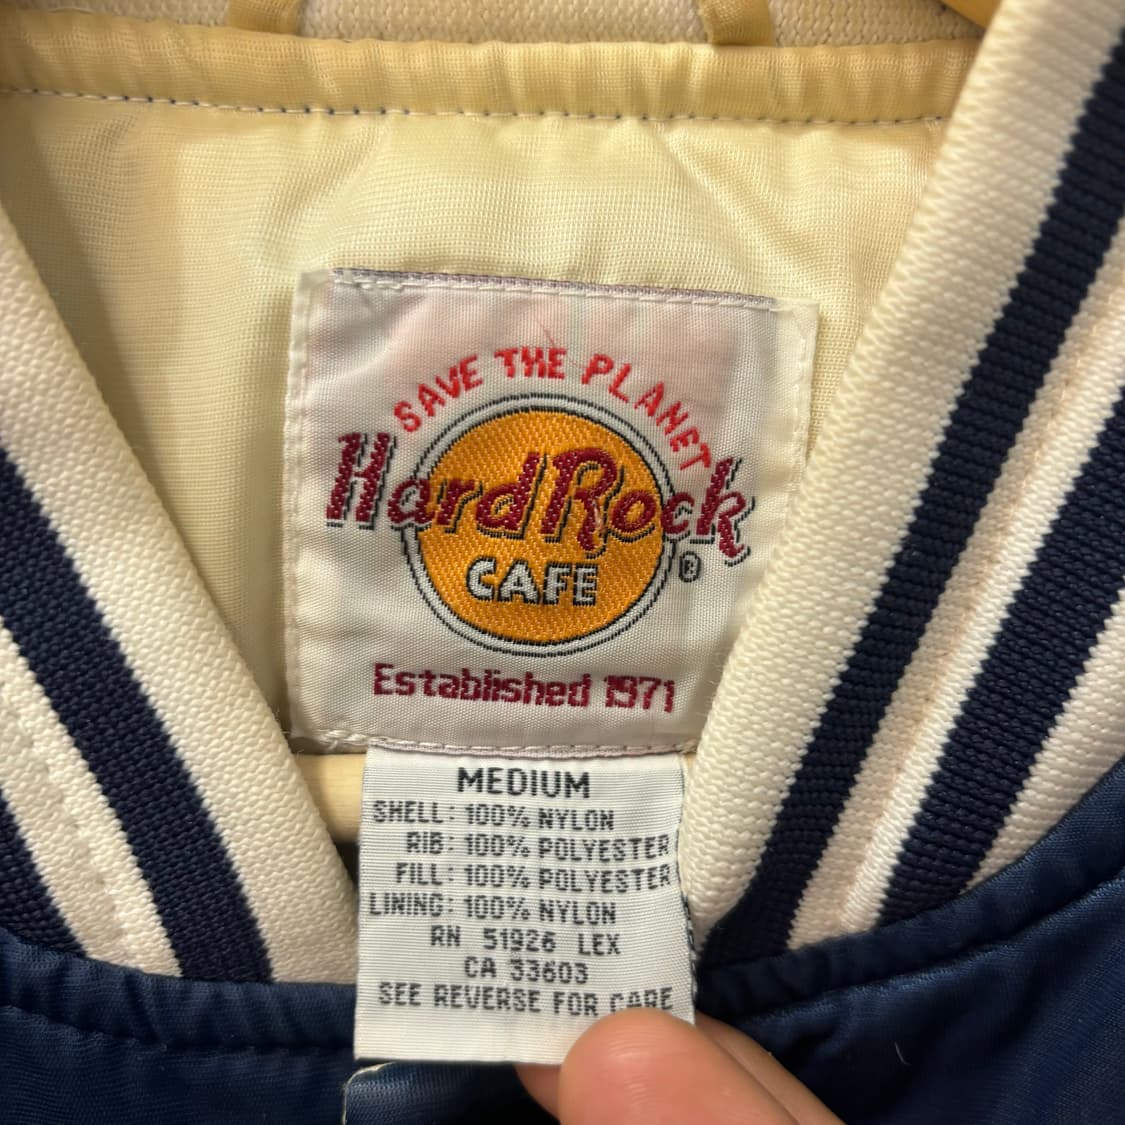 SAVE THE PLANET
Hard Rock
CAFE
®
Established 1971
MEDIUM
SHELL: 100% NYLON
RIB: 100% POLYESTER
FILL: 100% POLYESTER
LINING: 100% NYLON
RN 51926 LEX
CA 33603
SEE REVERSE FOR CARE